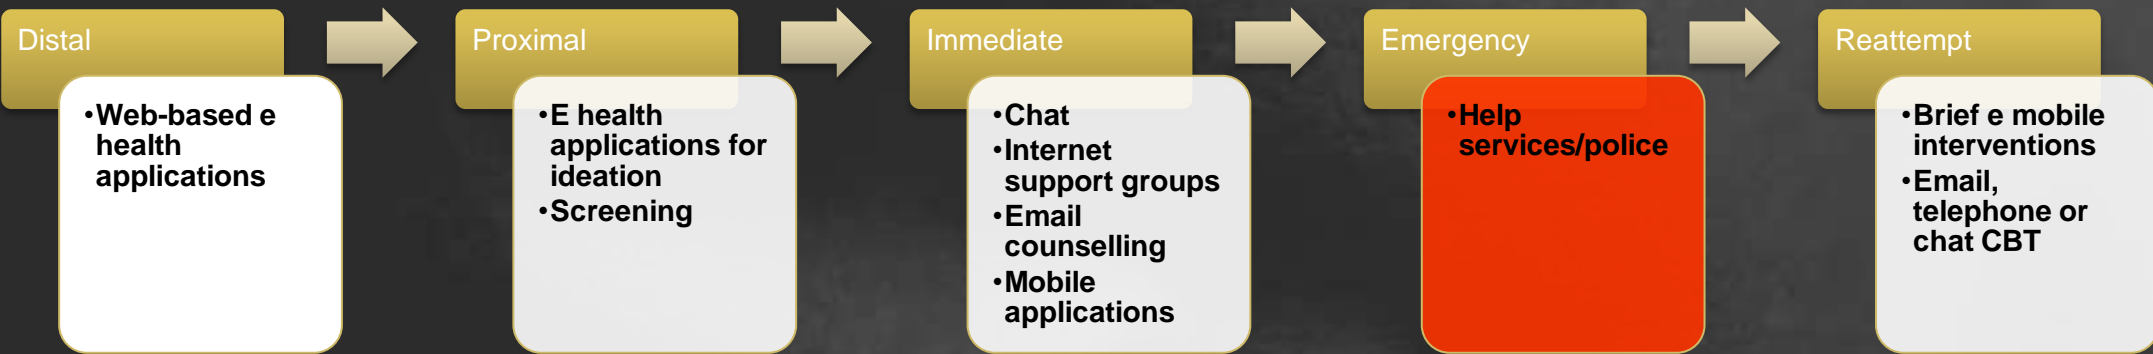 Distal
•Web-based e
health
applications
Proximal
•E health
applications for
ideation
•Screening
Immediate
•Chat
•Internet
support groups
•Email
counselling
•Mobile
applications
Emergency
•Help
services/police
Reattempt
•Brief e mobile
interventions
•Email,
telephone or
chat CBT